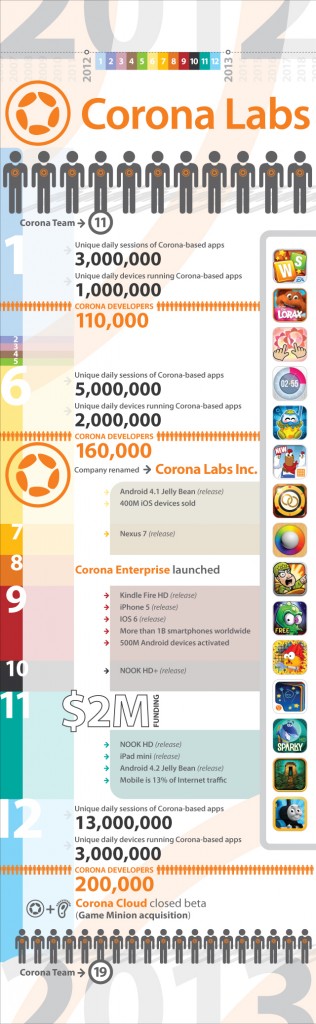 2012
2012
1 2 3 4 5 6 7 8 9 10 11 12
2013
Corona Labs
Corona Team → 11
1
Unique daily sessions of Corona-based apps
3,000,000
Unique daily devices running Corona-based apps
1,000,000
CORONA DEVELOPERS
110,000
2
3
4
5
6
Unique daily sessions of Corona-based apps
5,000,000
Unique daily devices running Corona-based apps
2,000,000
CORONA DEVELOPERS
160,000
Company renamed → Corona Labs Inc.
Android 4.1 Jelly Bean (release)
400M iOS devices sold
7
Nexus 7 (release)
8
Corona Enterprise launched
9
Kindle Fire HD (release)
iPhone 5 (release)
IOS 6 (release)
More than 1B smartphones worldwide
500M Android devices activated
10
NOOK HD+ (release)
11
$2M FUNDING
NOOK HD (release)
iPad mini (release)
Android 4.2 Jelly Bean (release)
Mobile is 13% of Internet traffic
12
Unique daily sessions of Corona-based apps
13,000,000
Unique daily devices running Corona-based apps
3,000,000
CORONA DEVELOPERS
200,000
+ Corona Cloud closed beta
(Game Minion acquisition)
Corona Team → 19
2013
W S
LORAX
02:55
NEW
FREE
SPARKY